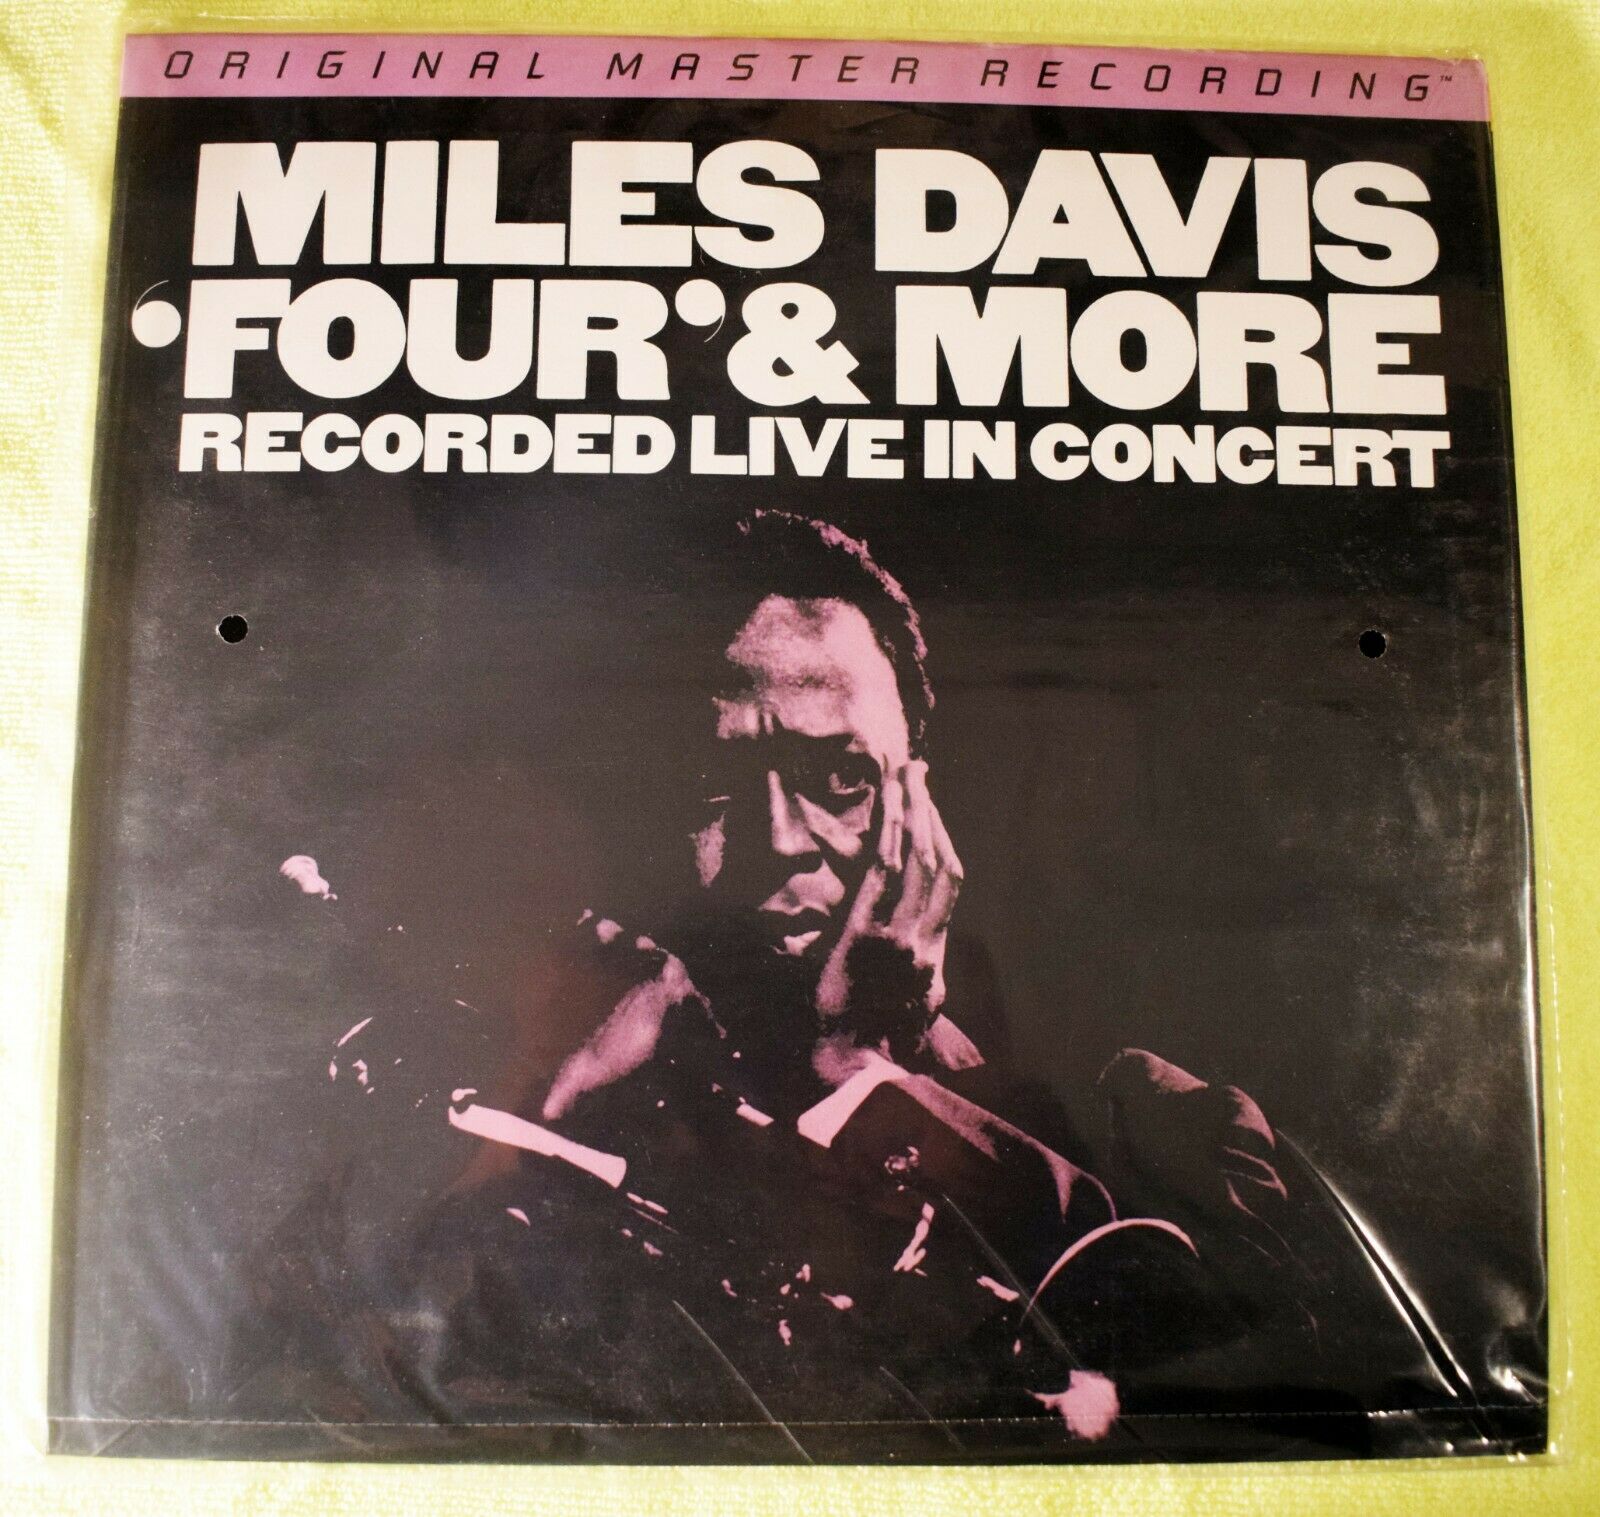 ORIGINAL MASTER RECORDING™
MILES DAVIS
‘FOUR’ & MORE
RECORDED LIVE IN CONCERT